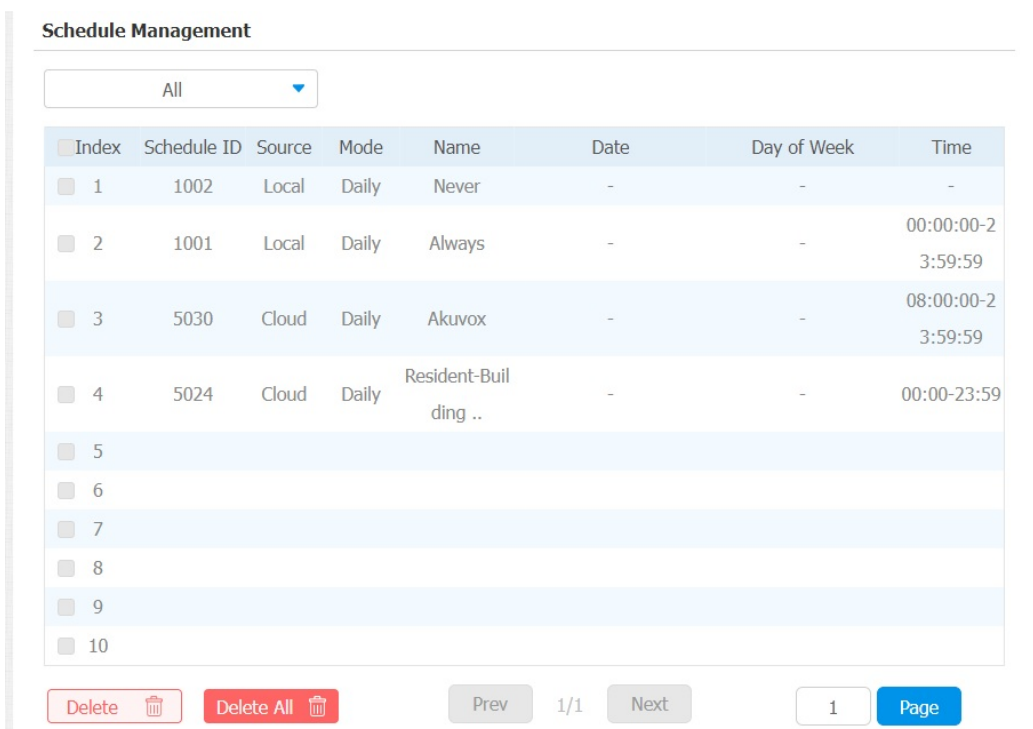 Schedule Management
All
Index Schedule ID Source Mode Name Date Day of Week Time
1 1002 Local Daily Never - - -
2 1001 Local Daily Always - - 00:00:00-2
3:59:59
3 5030 Cloud Daily Akuvox - - 08:00:00-2
3:59:59
4 5024 Cloud Daily Resident-Buil - - 00:00-23:59
ding ..
5
6
7
8
9
10
Delete Delete All Prev 1/1 Next 1 Page